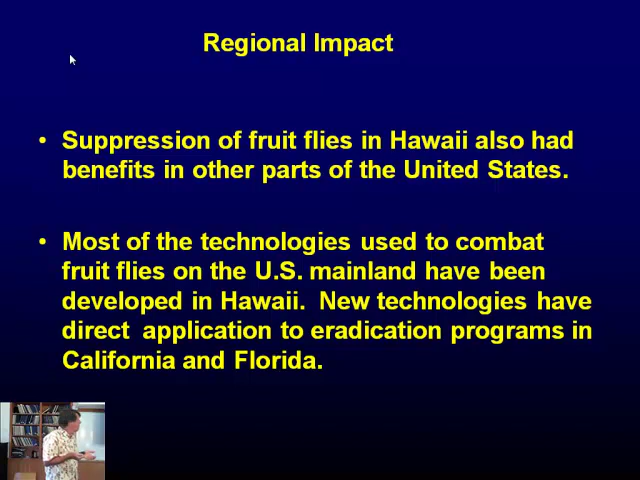 Regional Impact
• Suppression of fruit flies in Hawaii also had
benefits in other parts of the United States.
• Most of the technologies used to combat
fruit flies on the U.S. mainland have been
developed in Hawaii. New technologies have
direct application to eradication programs in
California and Florida.